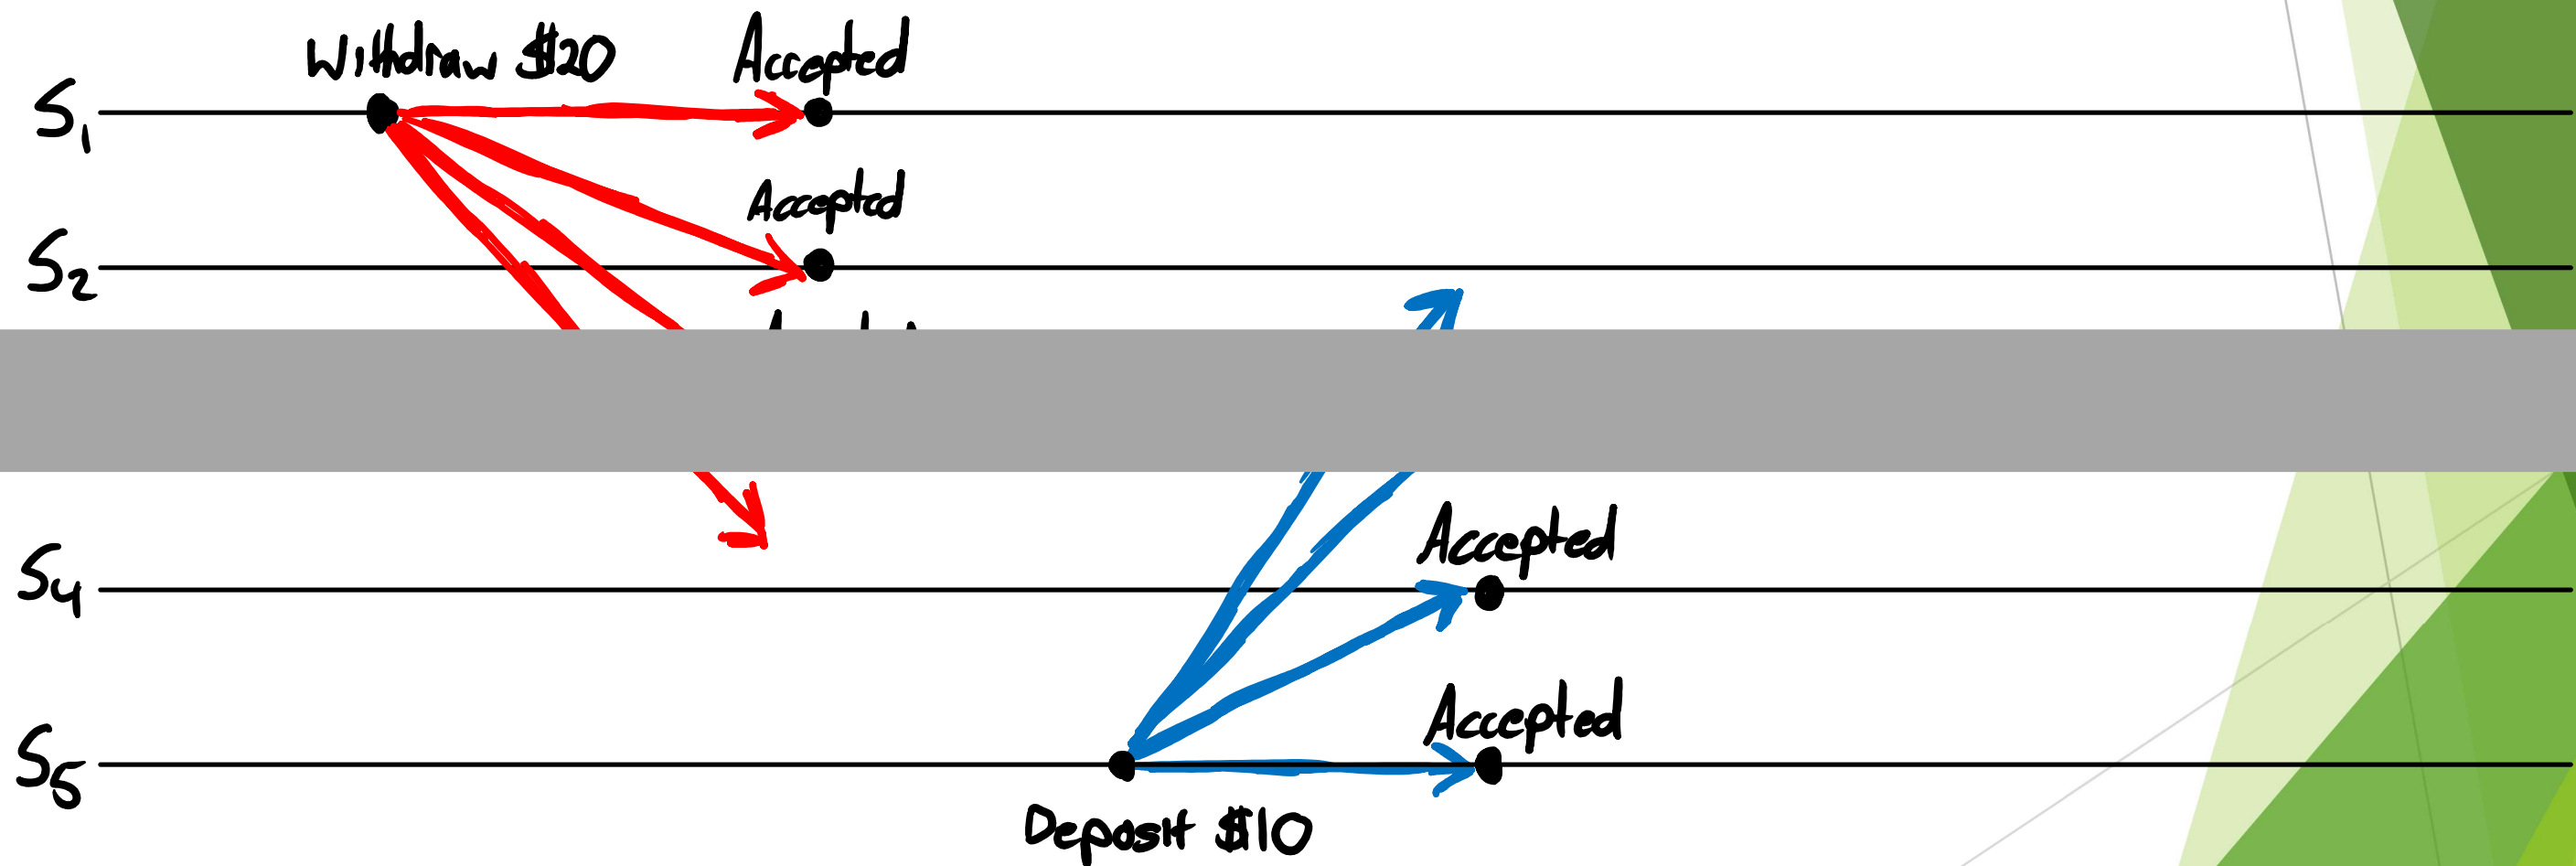 Withdraw $20
Accepted
S1
Accepted
S2
Accepted
S4
Accepted
S5
Deposit $10